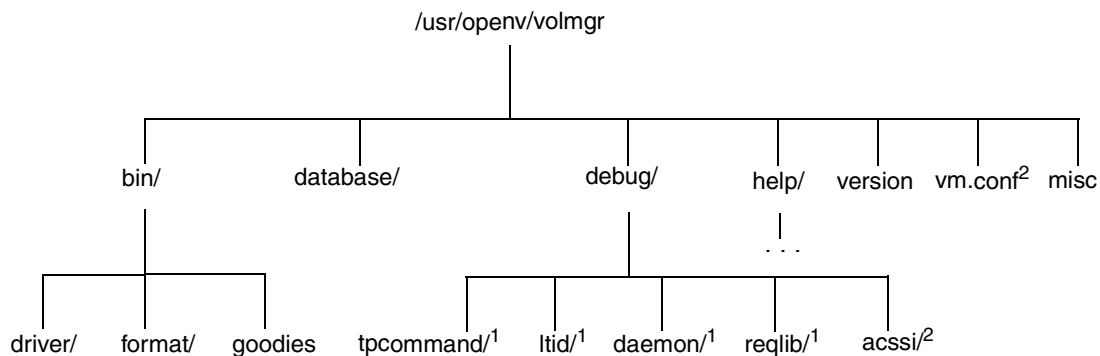 /usr/openv/volmgr
bin/ database/ debug/ help/ version vm.conf2 misc
. . .
driver/ format/ goodies tpcommand/1 ltid/1 daemon/1 reqlib/1 acssi/2